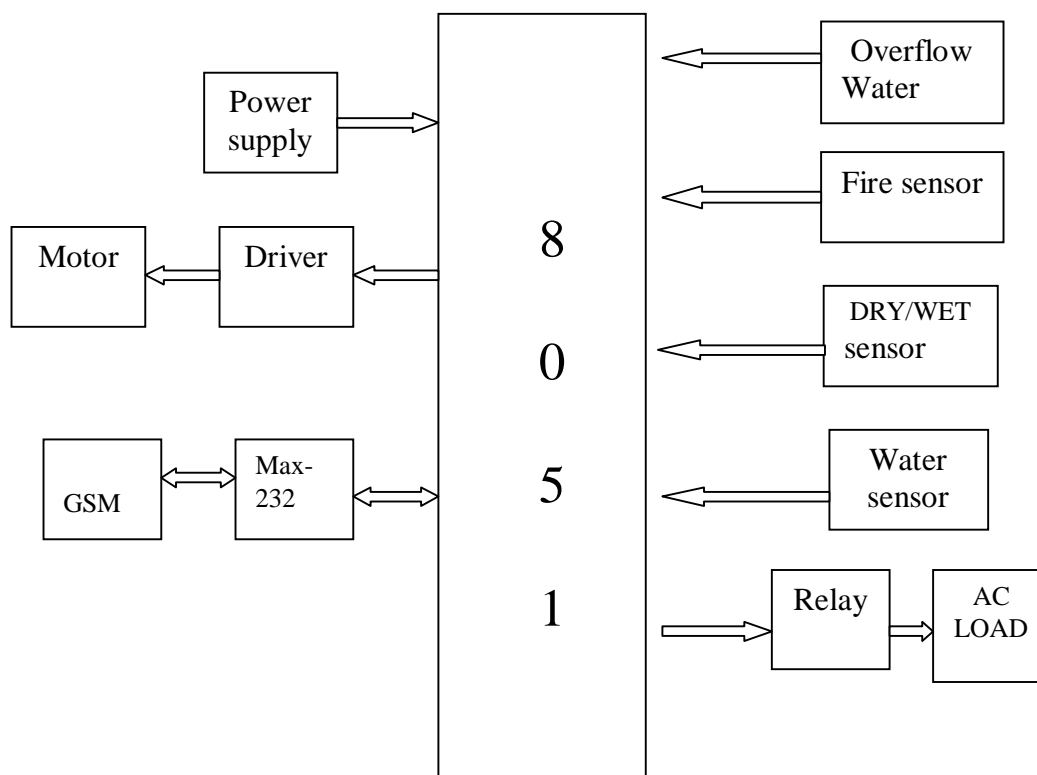 Overflow
Water
Power
supply
Fire sensor
Motor
Driver
8
DRY/WET
sensor
0
Water
sensor
GSM
Max-
232
5
Relay
AC
LOAD
1